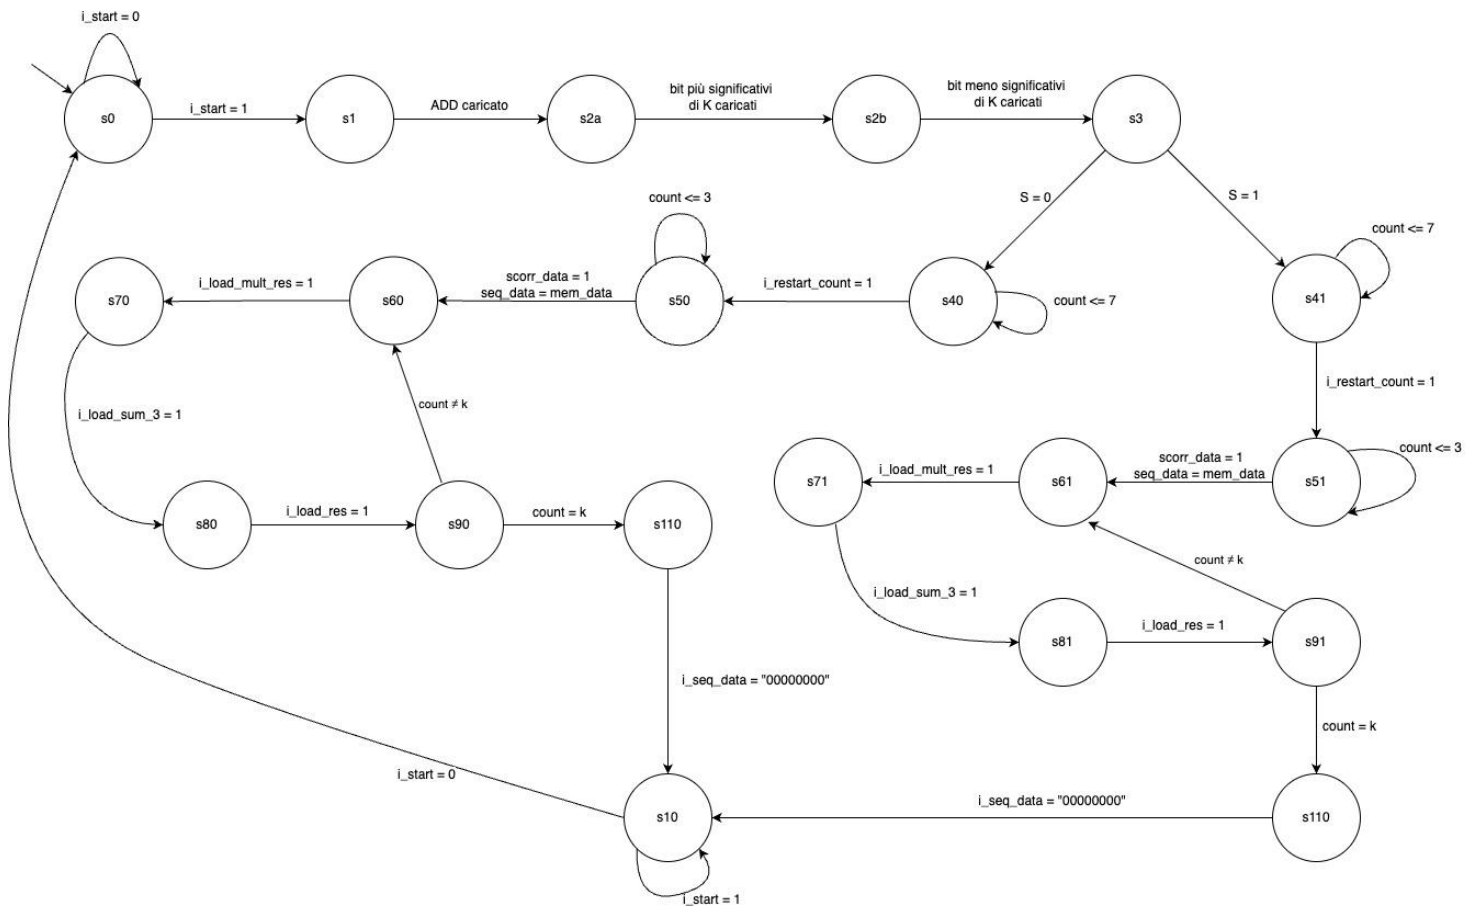 i_start = 0
s0
i_start = 1
s1
ADD caricato
s2a
bit più significativi
di K caricati
s2b
bit meno significativi
di K caricati
s3
S = 0
S = 1
count <= 3
count <= 7
s70
i_load_mult_res = 1
s60
scorr_data = 1
seq_data = mem_data
s50
i_restart_count = 1
s40
count <= 7
s41
i_restart_count = 1
i_load_sum_3 = 1
count ≠ k
s71
i_load_mult_res = 1
s61
scorr_data = 1
seq_data = mem_data
s51
count <= 3
s80
i_load_res = 1
s90
count = k
s110
count ≠ k
i_load_sum_3 = 1
s81
i_load_res = 1
s91
i_seq_data = "00000000"
count = k
i_start = 0
s10
i_seq_data = "00000000"
s110
i_start = 1